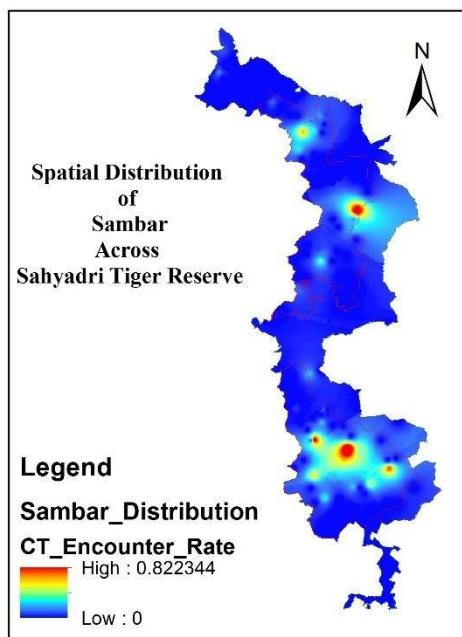 N
Spatial Distribution
of
Sambar
Across
Sahyadri Tiger Reserve
Legend
Sambar_Distribution
CT_Encounter_Rate
High : 0.822344
Low : 0